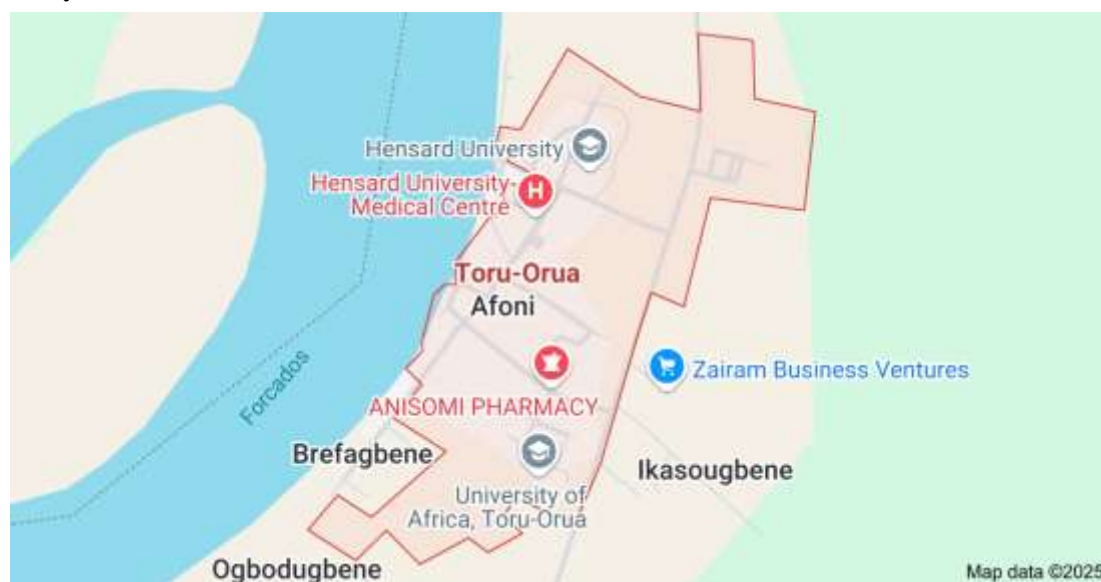 Hensard University
Hensard University-
Medical Centre
Toru-Orua
Afoni
Forcados
Zairam Business Ventures
ANISOMI PHARMACY
Brefagbene
Ikasougbene
University of
Africa, Toru-Orua
Ogbodugbene
Map data ©2025